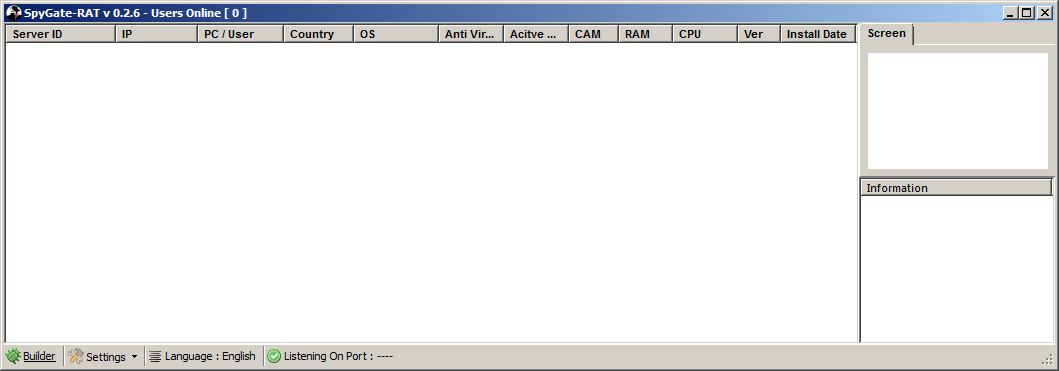 SpyGate-RAT v 0.2.6 - Users Online [ 0 ]
Server ID IP PC / User Country OS Anti Vir... Acitve ... CAM RAM CPU Ver Install Date Screen
Information
Builder Settings Language : English Listening On Port : ----